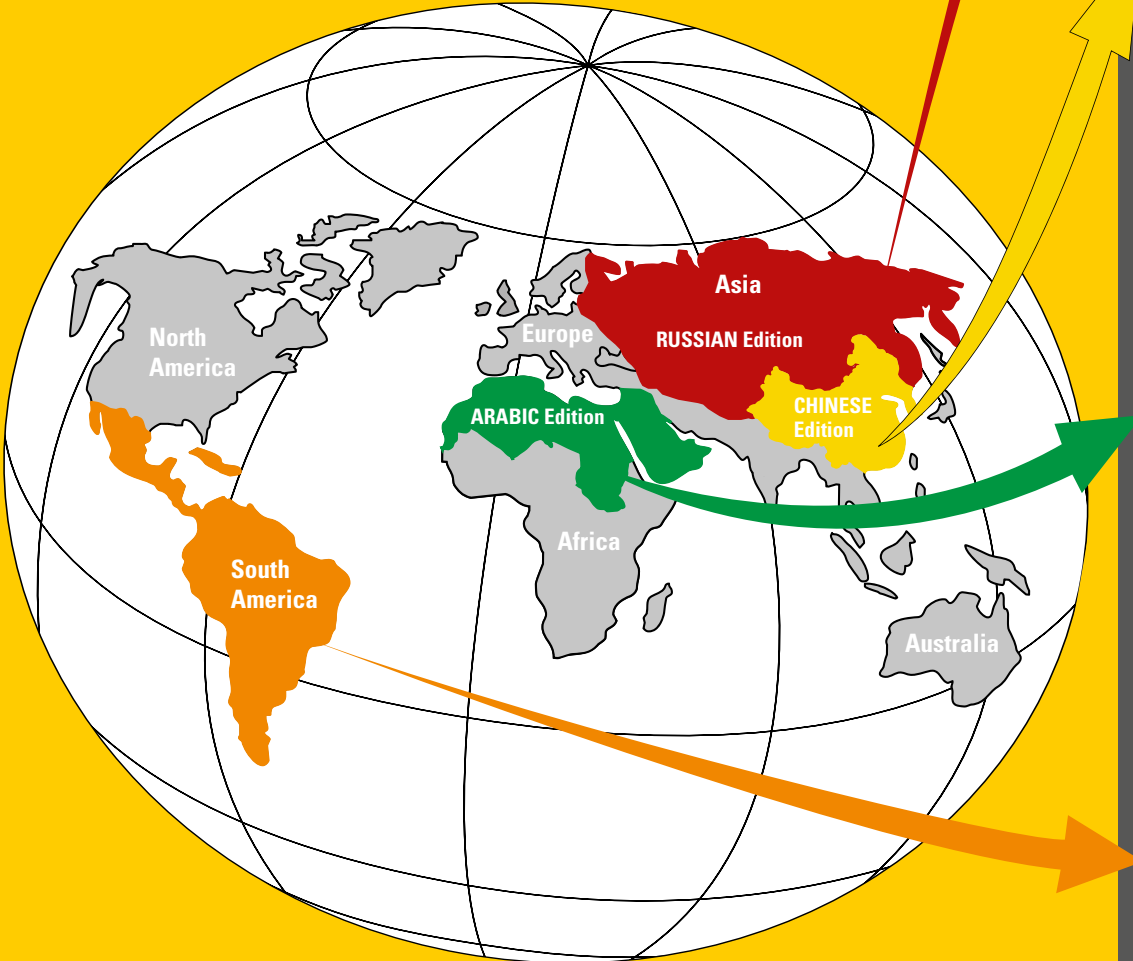 Asia
North
America
Europe
RUSSIAN Edition
ARABIC Edition
CHINESE
Edition
Africa
South
America
Australia